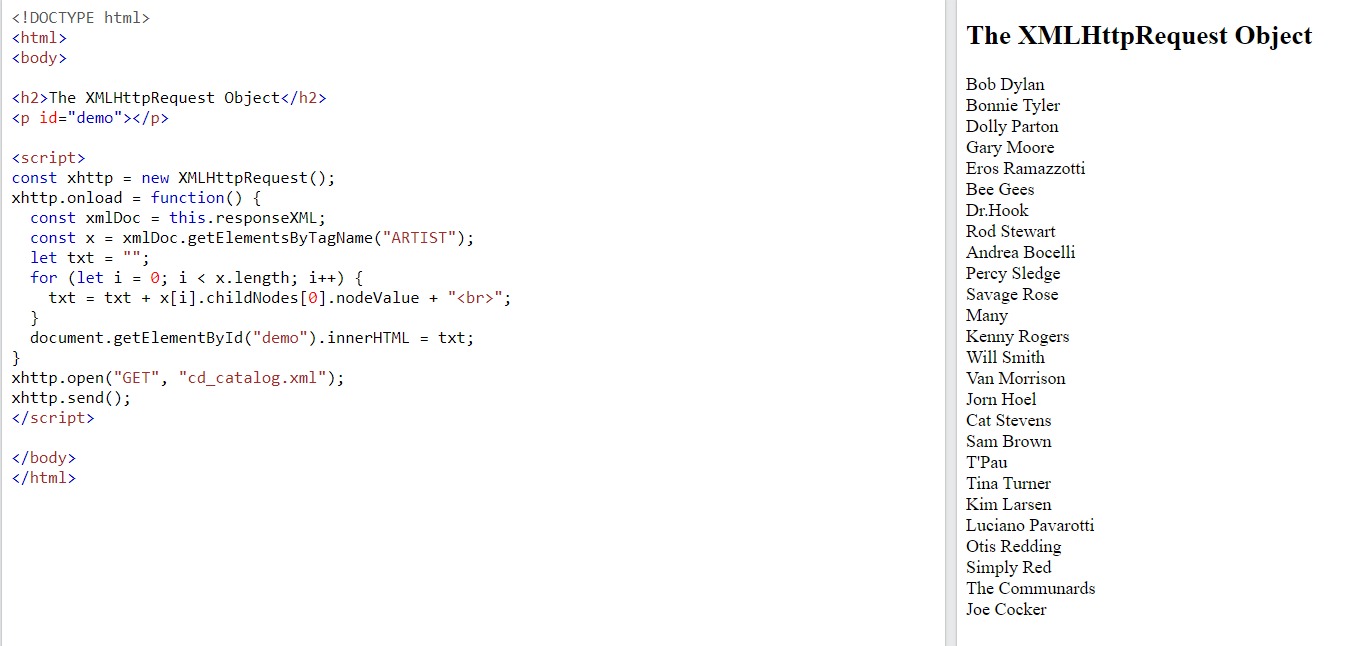 <!DOCTYPE html>
<html>
<body>
<h2>The XMLHttpRequest Object</h2>
<p id="demo"></p>
<script>
const xhttp = new XMLHttpRequest();
xhttp.onload = function() {
  const xmlDoc = this.responseXML;
  const x = xmlDoc.getElementsByTagName("ARTIST");
  let txt = "";
  for (let i = 0; i < x.length; i++) {
    txt = txt + x[i].childNodes[0].nodeValue + "<br>";
  }
  document.getElementById("demo").innerHTML = txt;
}
xhttp.open("GET", "cd_catalog.xml");
xhttp.send();
</script>
</body>
</html>
The XMLHttpRequest Object
Bob Dylan
Bonnie Tyler
Dolly Parton
Gary Moore
Eros Ramazzotti
Bee Gees
Dr.Hook
Rod Stewart
Andrea Bocelli
Percy Sledge
Savage Rose
Many
Kenny Rogers
Will Smith
Van Morrison
Jorn Hoel
Cat Stevens
Sam Brown
T'Pau
Tina Turner
Kim Larsen
Luciano Pavarotti
Otis Redding
Simply Red
The Communards
Joe Cocker